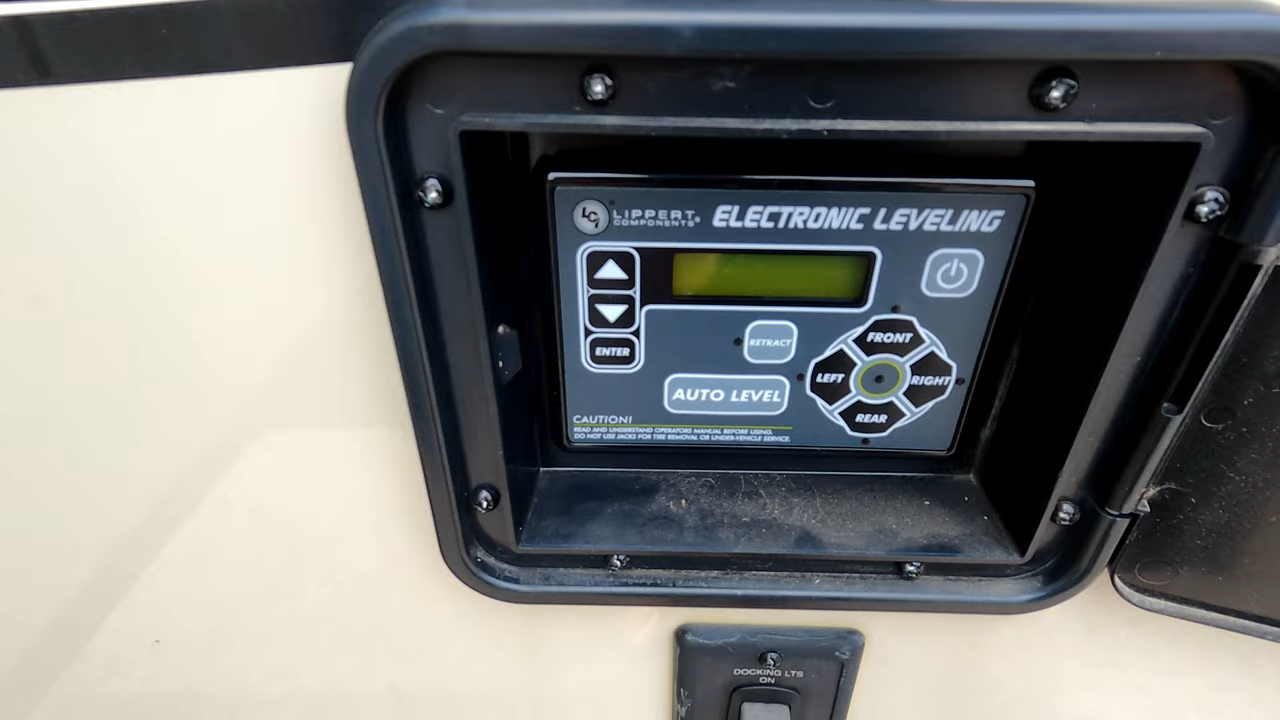 LCI LIPPERT COMPONENTS® ELECTRONIC LEVELING
ENTER
RETRACT
AUTO LEVEL
FRONT
LEFT
RIGHT
REAR
CAUTION!
READ AND UNDERSTAND OPERATORS MANUAL BEFORE USING.
DO NOT USE JACKS FOR TIRE REMOVAL OR UNDER-VEHICLE SERVICE.
DOCKING LTS
ON